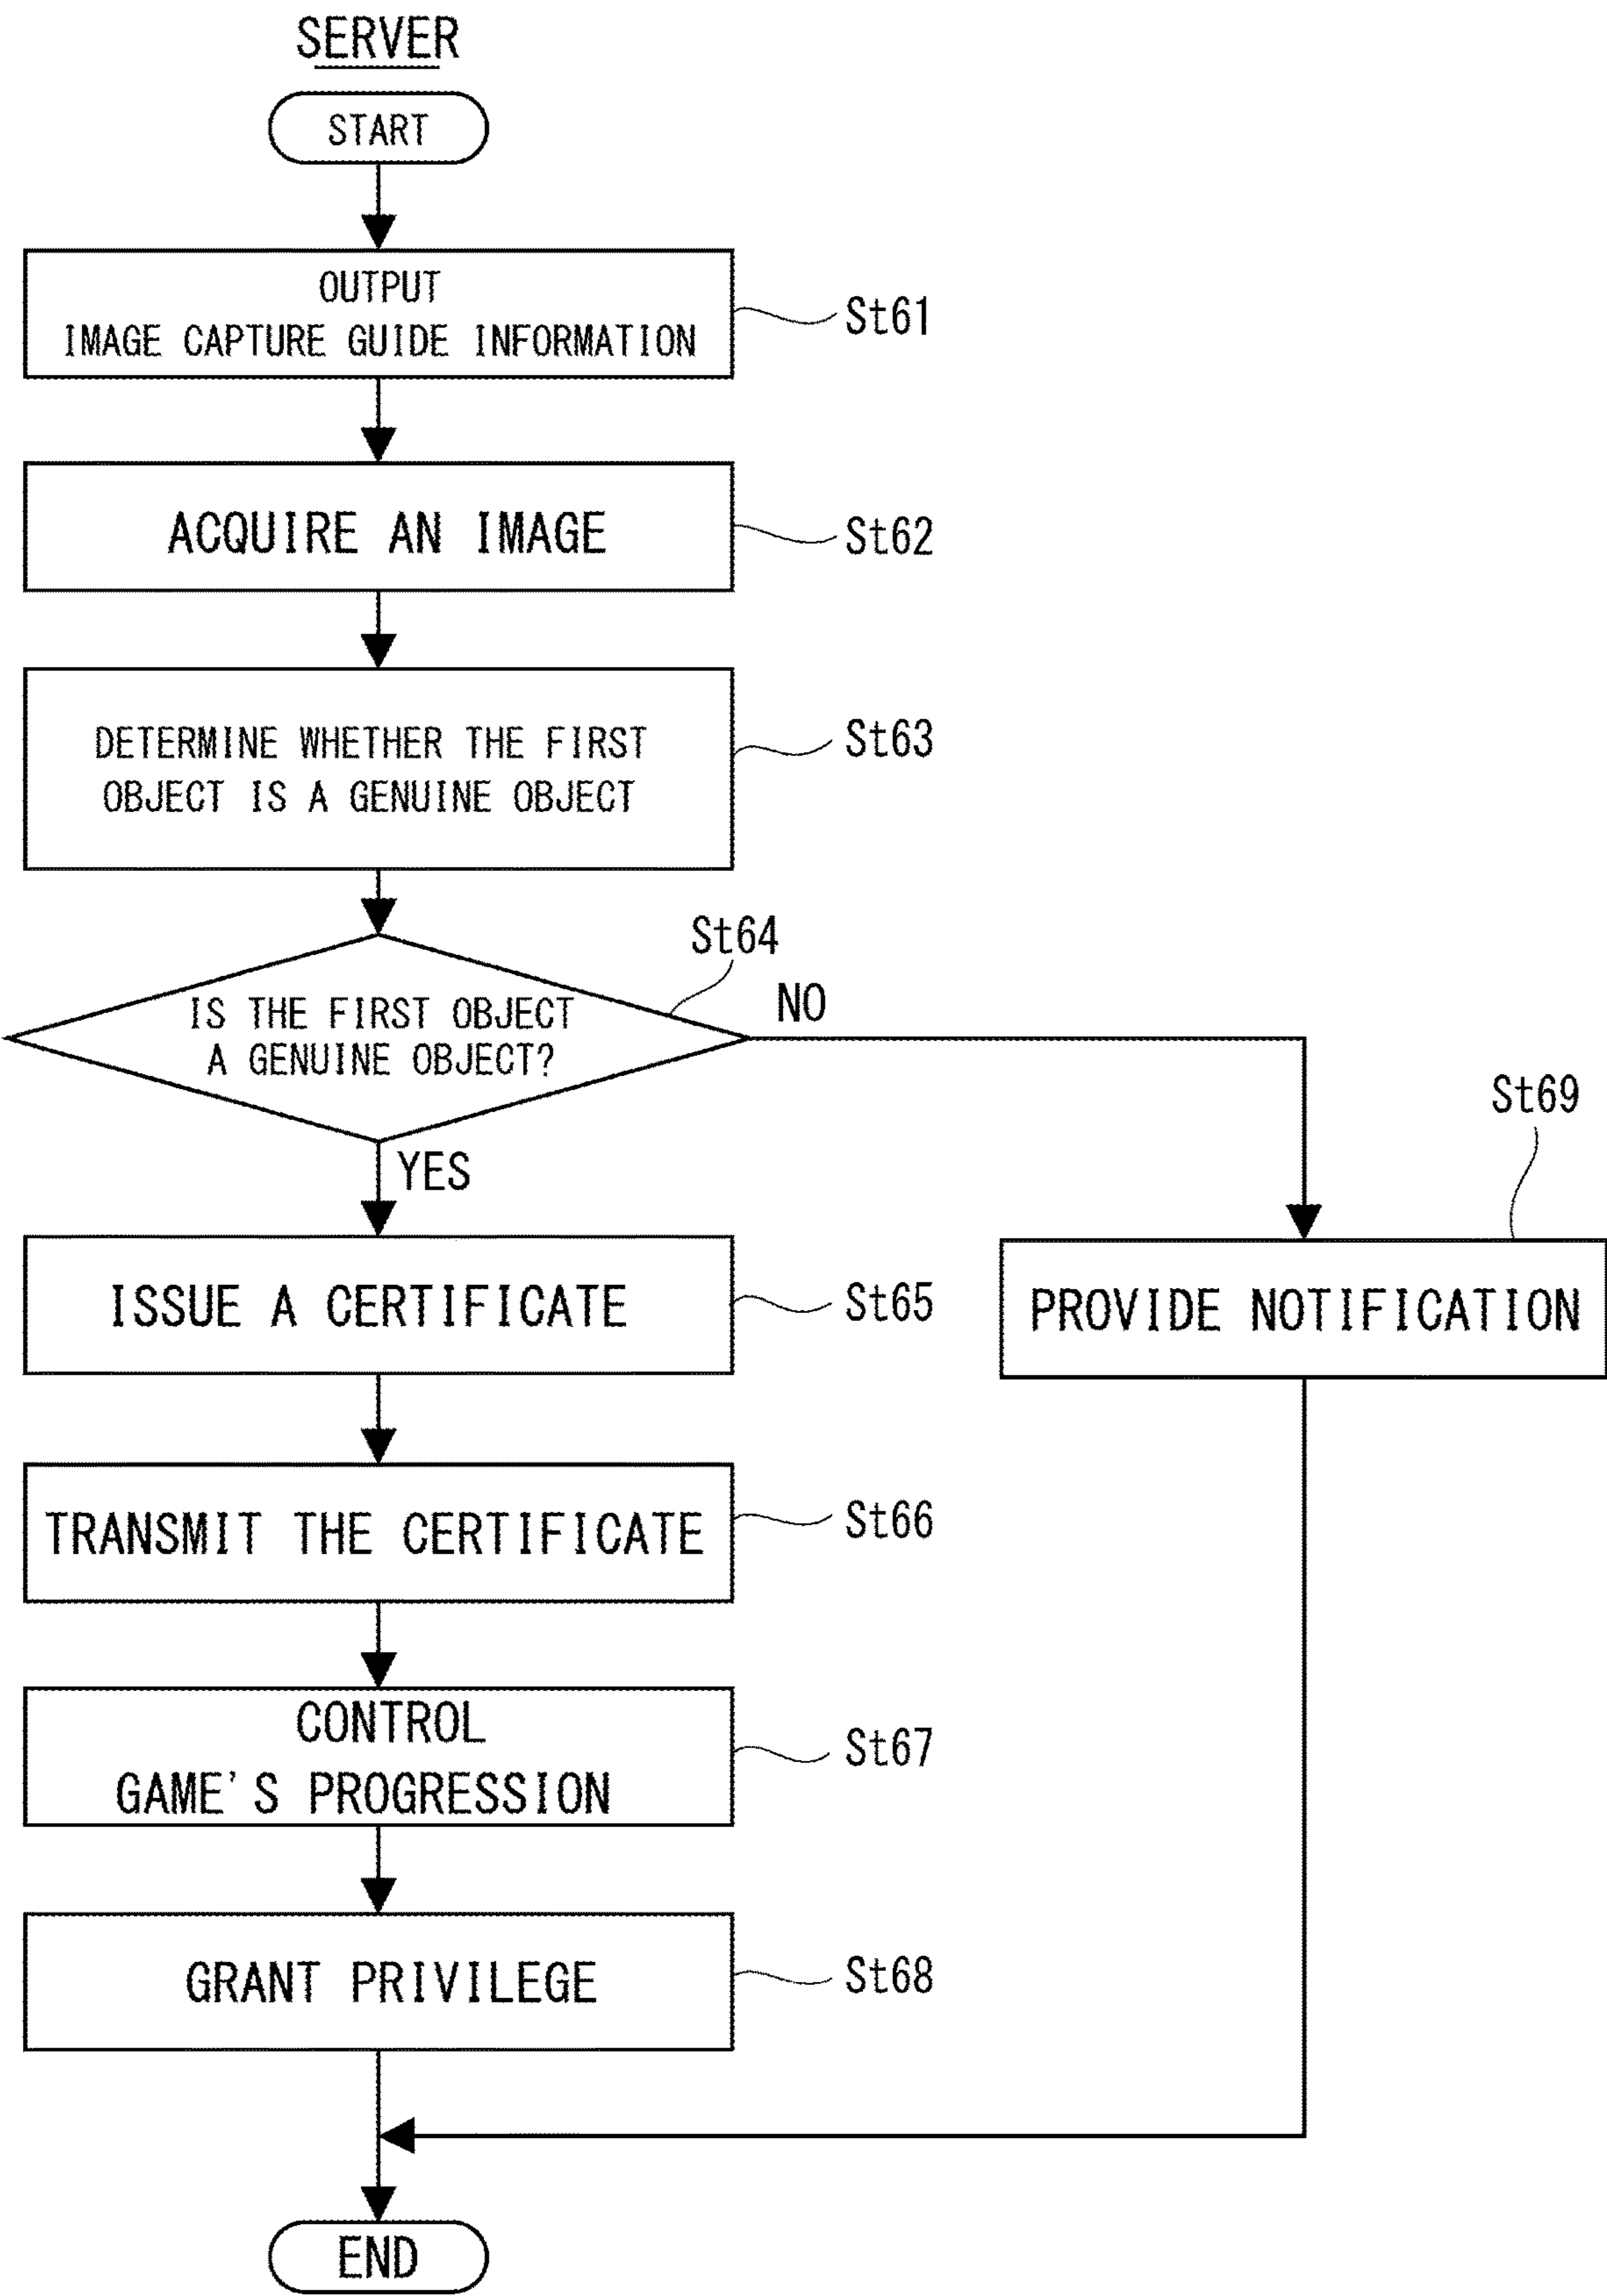 SERVER
START
OUTPUT
IMAGE CAPTURE GUIDE INFORMATION
St61
ACQUIRE AN IMAGE
St62
DETERMINE WHETHER THE FIRST
OBJECT IS A GENUINE OBJECT
St63
St64
IS THE FIRST OBJECT
A GENUINE OBJECT?
NO
YES
St69
ISSUE A CERTIFICATE
St65
PROVIDE NOTIFICATION
TRANSMIT THE CERTIFICATE
St66
CONTROL
GAME'S PROGRESSION
St67
GRANT PRIVILEGE
St68
END